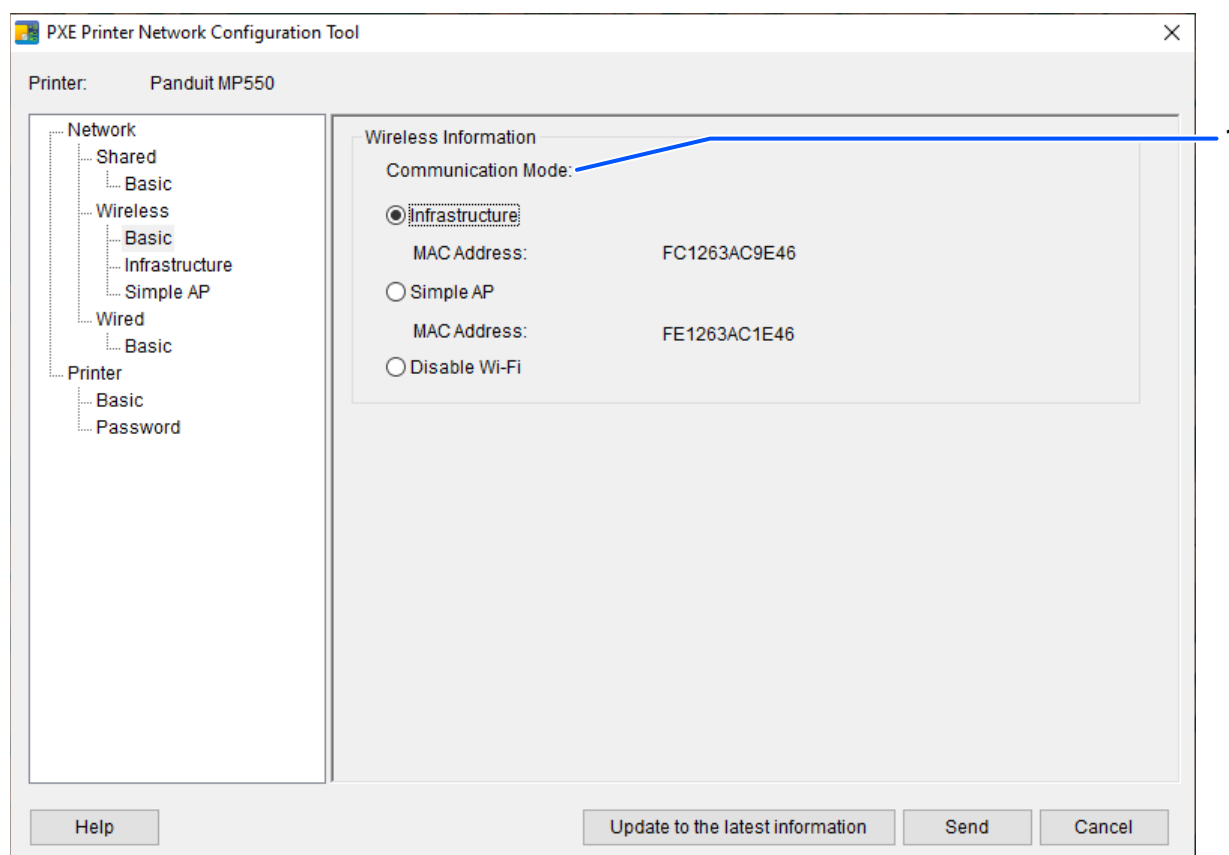 PXE Printer Network Configuration Tool
Printer: Panduit MP550
Network
Shared
Basic
Wireless
Basic
Infrastructure
Simple AP
Wired
Basic
Printer
Basic
Password
Wireless Information
Communication Mode:
Infrastructure
MAC Address: FC1263AC9E46
Simple AP
MAC Address: FE1263AC1E46
Disable Wi-Fi
Help Update to the latest information Send Cancel